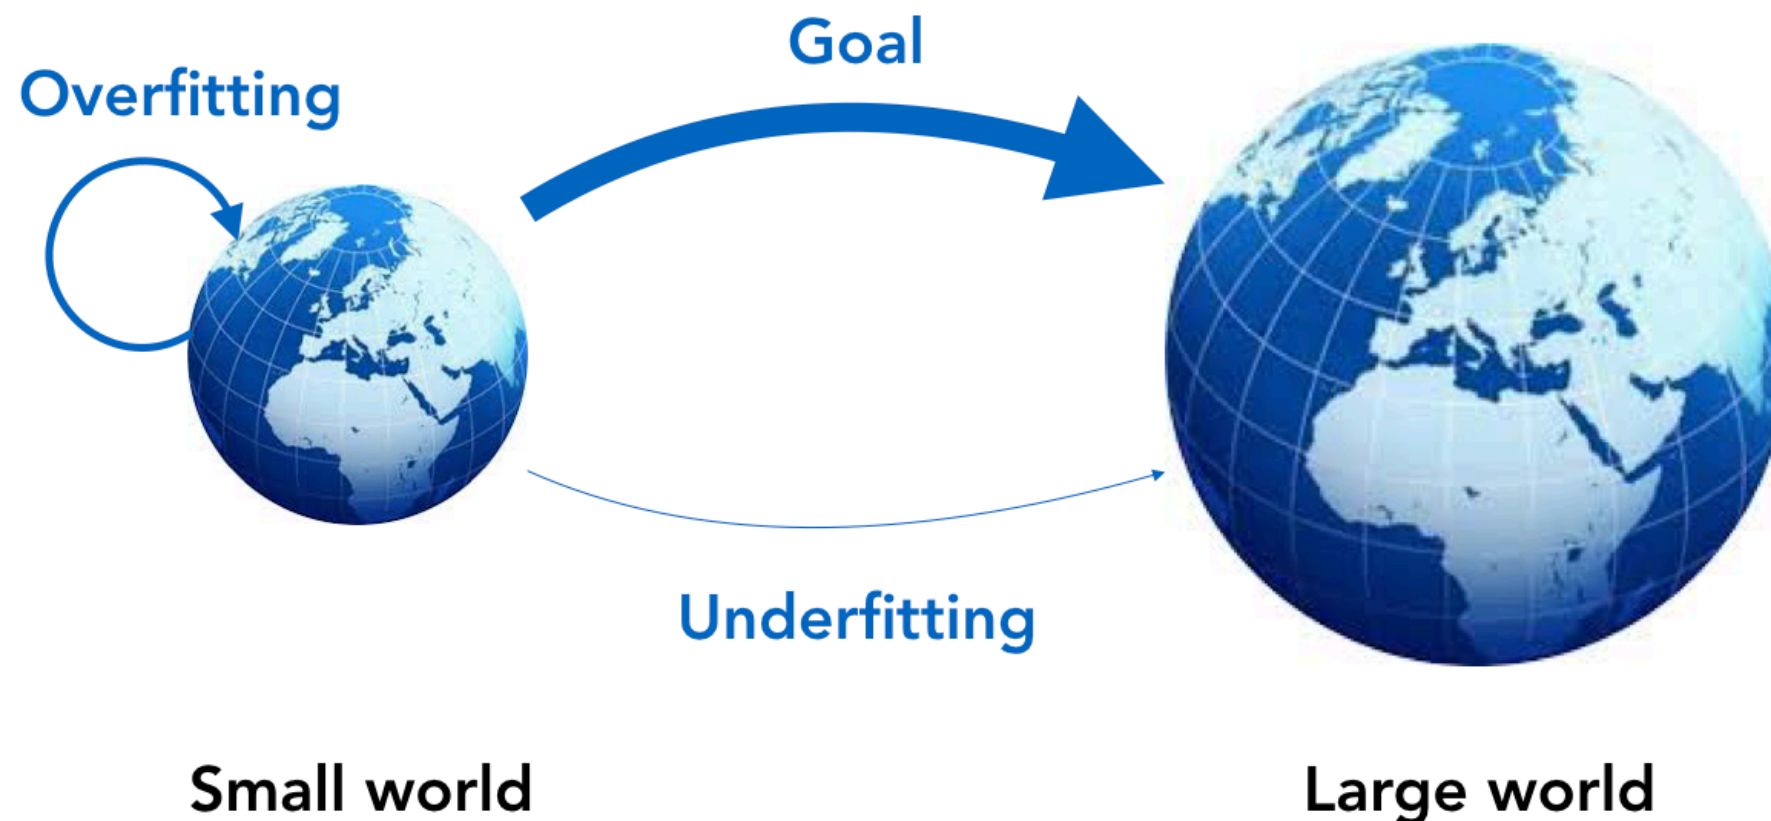 Goal
Overfitting
Underfitting
Small world
Large world